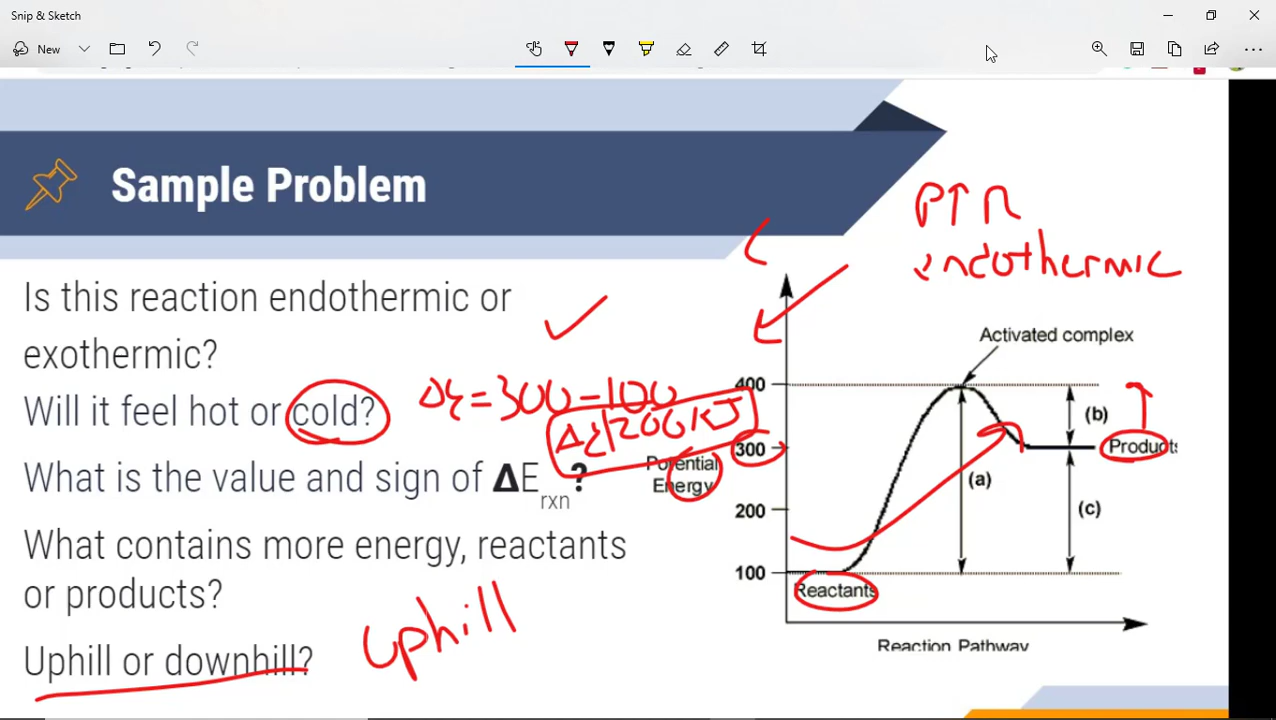 Snip & Sketch
New
Sample Problem
P↑R
endothermic
Is this reaction endothermic or
exothermic?
Will it feel hot or cold?
ΔE = 300 - 100
ΔE 200 KJ
What is the value and sign of ΔE
rxn
?
What contains more energy, reactants
or products?
Uphill or downhill?
uphill
Activated complex
400
300
200
100
Potential
Energy
(a)
(b)
(c)
Products
Reactants
Reaction Pathway